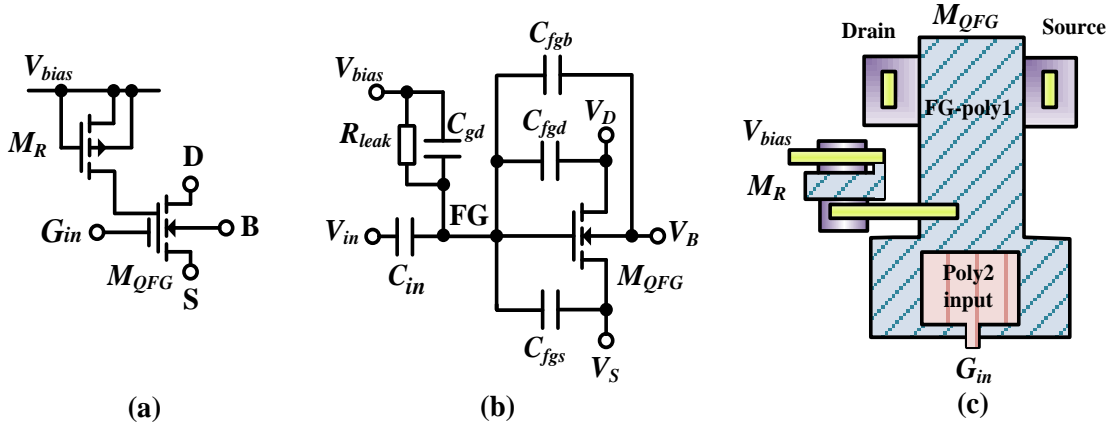 V_bias
M_R
D
G_in
B
M_QFG
S
(a)
C_fgb
V_bias
V_D
C_gd
C_fgd
R_leak
FG
V_in
V_B
C_in
M_QFG
C_fgs
V_S
(b)
M_QFG
Drain
Source
FG-poly1
V_bias
M_R
Poly2
input
G_in
(c)